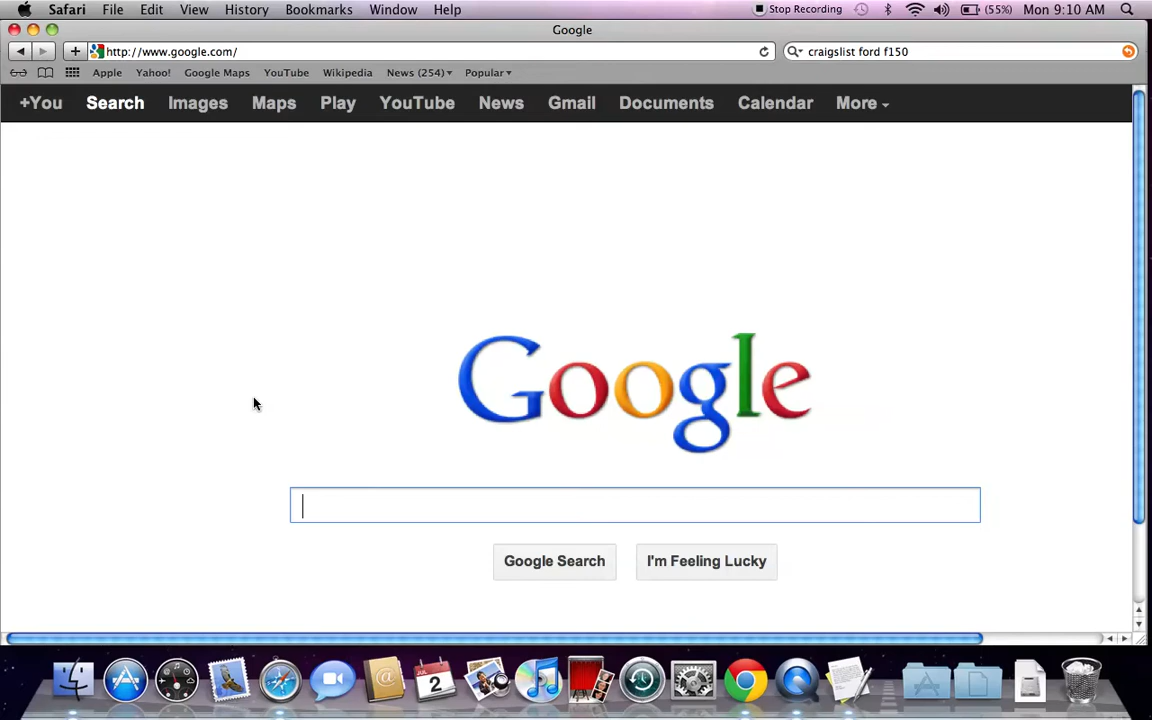 Safari File Edit View History Bookmarks Window Help Stop Recording (55%) Mon 9:10 AM
Google
http://www.google.com/ craigslist ford f150
Apple Yahoo! Google Maps YouTube Wikipedia News (254) Popular
+You Search Images Maps Play YouTube News Gmail Documents Calendar More
Google
Google Search I'm Feeling Lucky
2